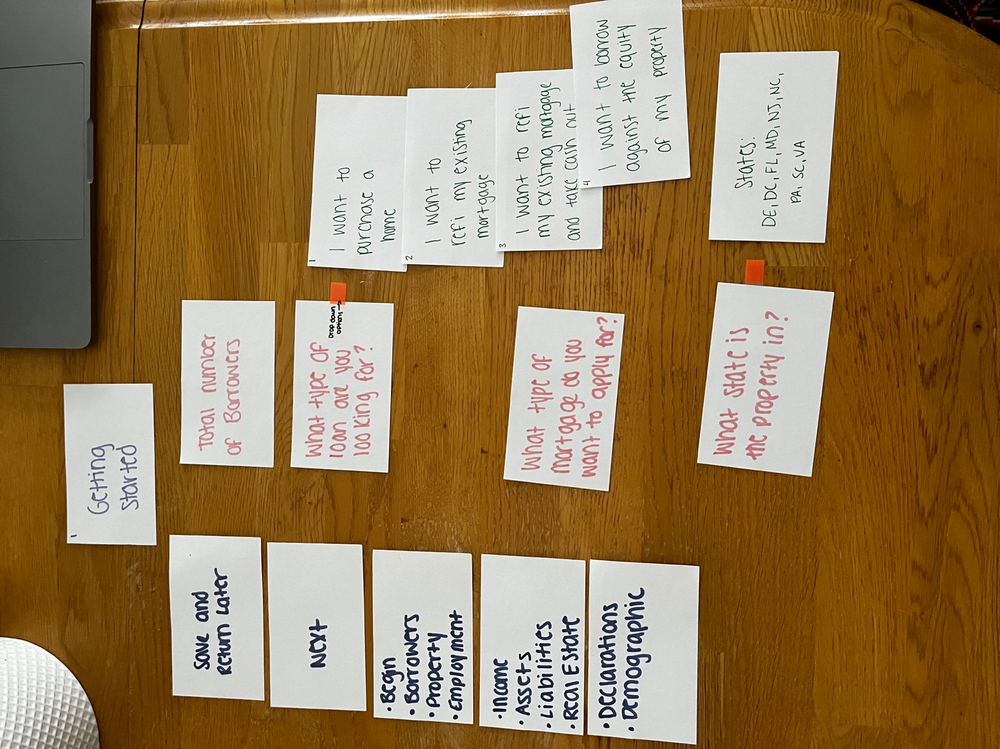 1
Getting
Started
Save and
Return Later
Next
• Begin
• Borrowers
• Property
• Employment
• Income
• Assets
• Liabilities
• Real Estate
• Declarations
• Demographic
Total number
of Borrowers
What type of
loan are you
looking for?
Drop down
options →
1
I want to
purchase a
home
2
I want to
refi my existing
mortgage
3
I want to refi
my existing mortgage
and take cash out
4
I want to borrow
against the equity
of my property
What type of
mortgage do you
want to apply for?
What state is
the property in?
States:
DE, DC, FL, MD, NJ, NC,
PA, SC, VA